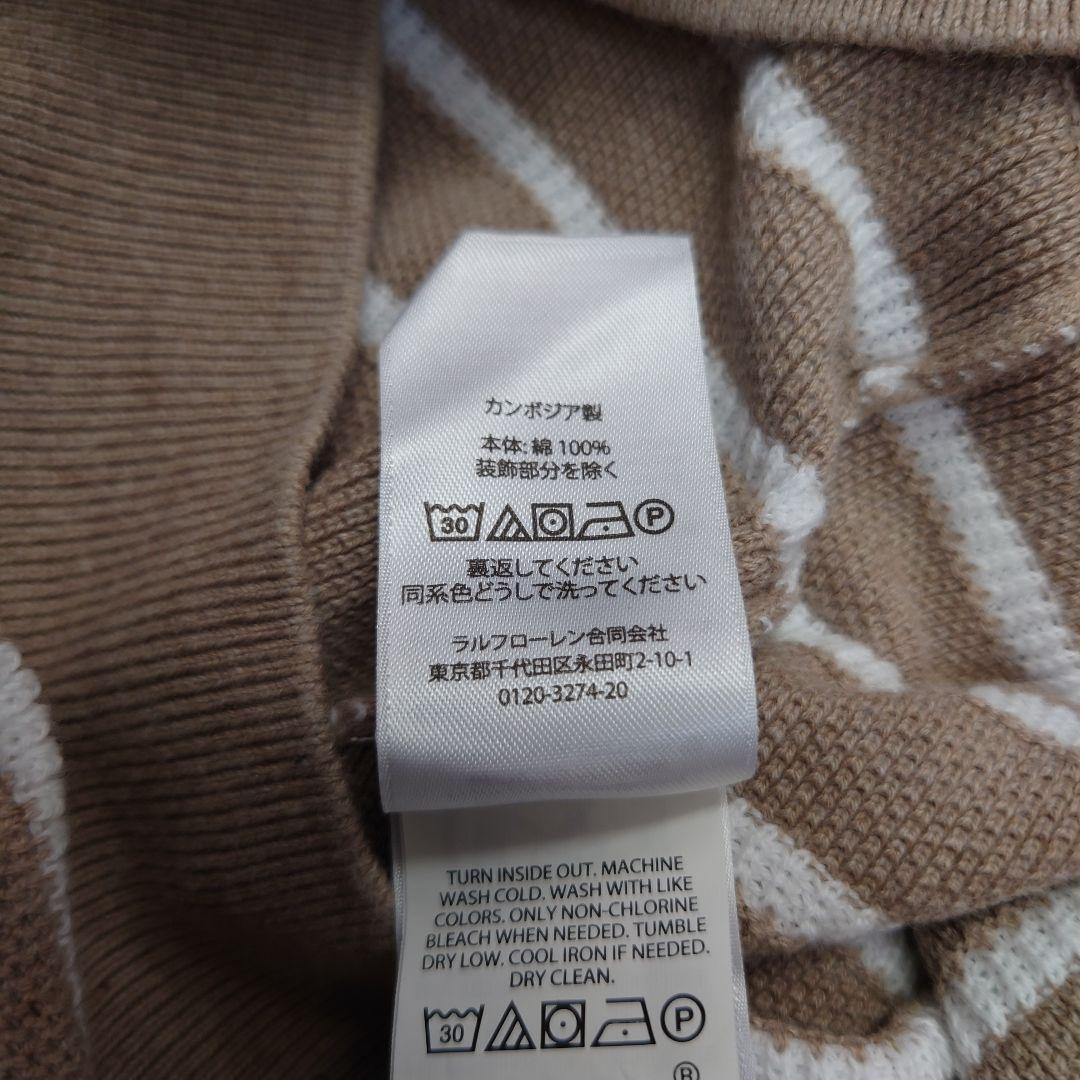 カンボジア製
本体: 綿 100%
装飾部分を除く
30 P
裏返してください
同系色どうしで洗ってください
ラルフローレン合同会社
東京都千代田区永田町2-10-1
0120-3274-20
TURN INSIDE OUT. MACHINE
WASH COLD. WASH WITH LIKE
COLORS. ONLY NON-CHLORINE
BLEACH WHEN NEEDED. TUMBLE
DRY LOW. COOL IRON IF NEEDED.
DRY CLEAN.
30 P
®